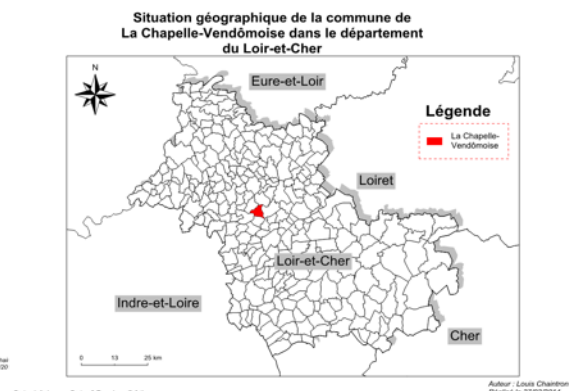 Situation géographique de la commune de
La Chapelle-Vendômoise dans le département
du Loir-et-Cher
N
Eure-et-Loir
Légende
La Chapelle-
Vendômoise
Loiret
Loir-et-Cher
Indre-et-Loire
Cher
0 13 25 km
Auteur : Louis Chaintron